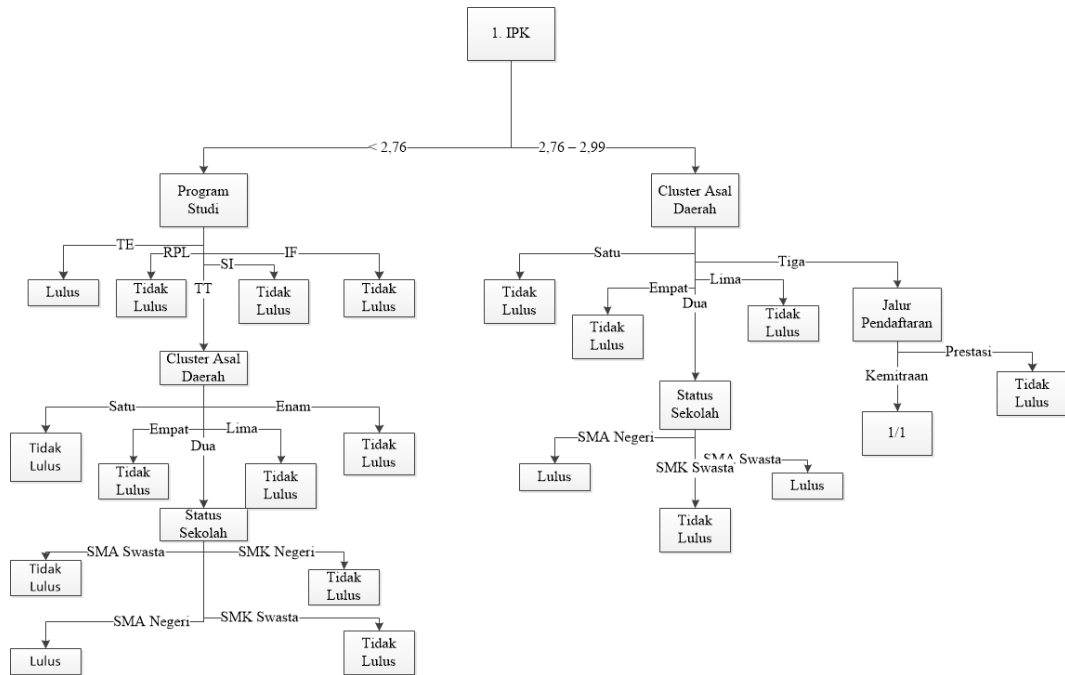 1. IPK
< 2,76
2,76 – 2,99
Program
Studi
Cluster Asal
Daerah
TE
RPL
IF
SI
TT
Lulus
Tidak
Lulus
Tidak
Lulus
Tidak
Lulus
Satu
Tiga
Lima
Empat
Dua
Tidak
Lulus
Tidak
Lulus
Tidak
Lulus
Jalur
Pendaftaran
Prestasi
Kemitraan
Tidak
Lulus
1/1
Cluster Asal
Daerah
Satu
Enam
Empat
Lima
Dua
Tidak
Lulus
Tidak
Lulus
Tidak
Lulus
Tidak
Lulus
Status
Sekolah
SMA Negeri
SMA Swasta
SMK Swasta
Lulus
Lulus
Tidak
Lulus
Status
Sekolah
SMA Swasta
SMK Negeri
Tidak
Lulus
Tidak
Lulus
SMA Negeri
SMK Swasta
Lulus
Tidak
Lulus